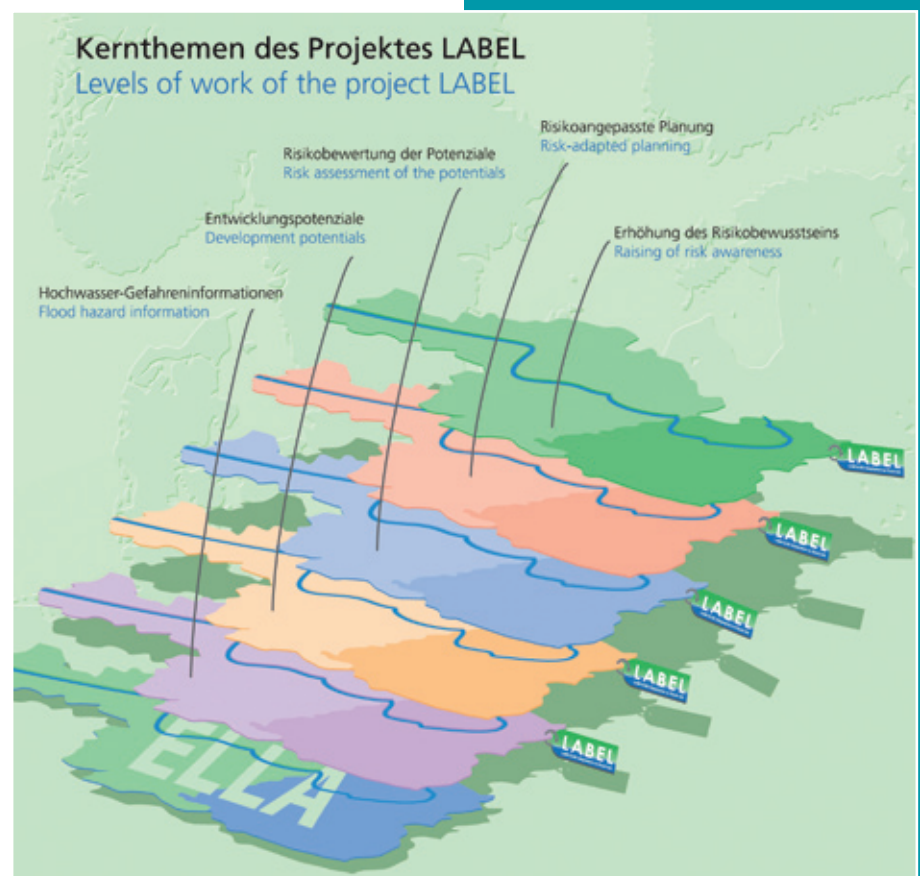 Kernthemen des Projektes LABEL
Levels of work of the project LABEL
Risikoangepasste Planung
Risk-adapted planning
Risikobewertung der Potenziale
Risk assessment of the potentials
Entwicklungspotenziale
Development potentials
Erhöhung des Risikobewusstseins
Raising of risk awareness
Hochwasser-Gefahreninformationen
Flood hazard information
LABEL
LABEL
LABEL
LABEL
LABEL
ELLA